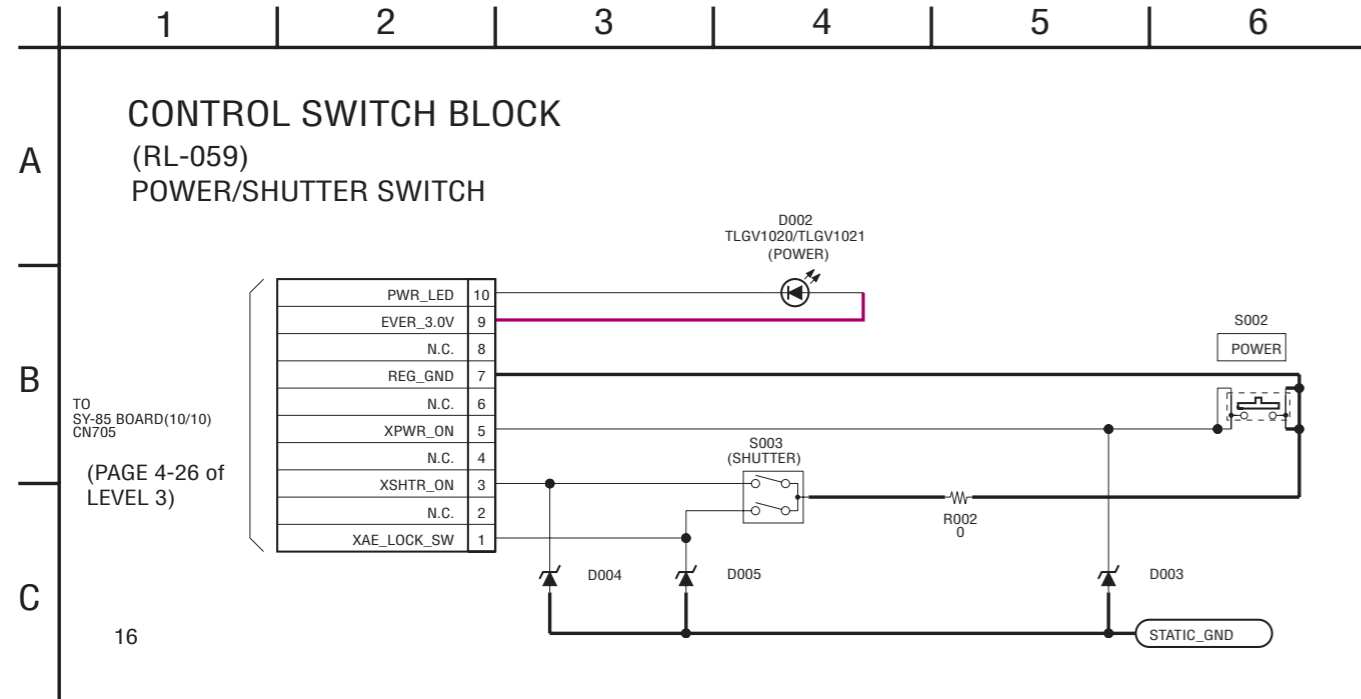 1 2 3 4 5 6
A
B
C
CONTROL SWITCH BLOCK
(RL-059)
POWER/SHUTTER SWITCH
D002
TLGV1020/TLGV1021
(POWER)
PWR_LED 10
EVER_3.0V 9
N.C. 8
REG_GND 7
N.C. 6
XPWR_ON 5
N.C. 4
XSHTR_ON 3
N.C. 2
XAE_LOCK_SW 1
TO
SY-85 BOARD(10/10)
CN705
(PAGE 4-26 of
LEVEL 3)
S002
POWER
S003
(SHUTTER)
R002
0
D004
D005
D003
STATIC_GND
16